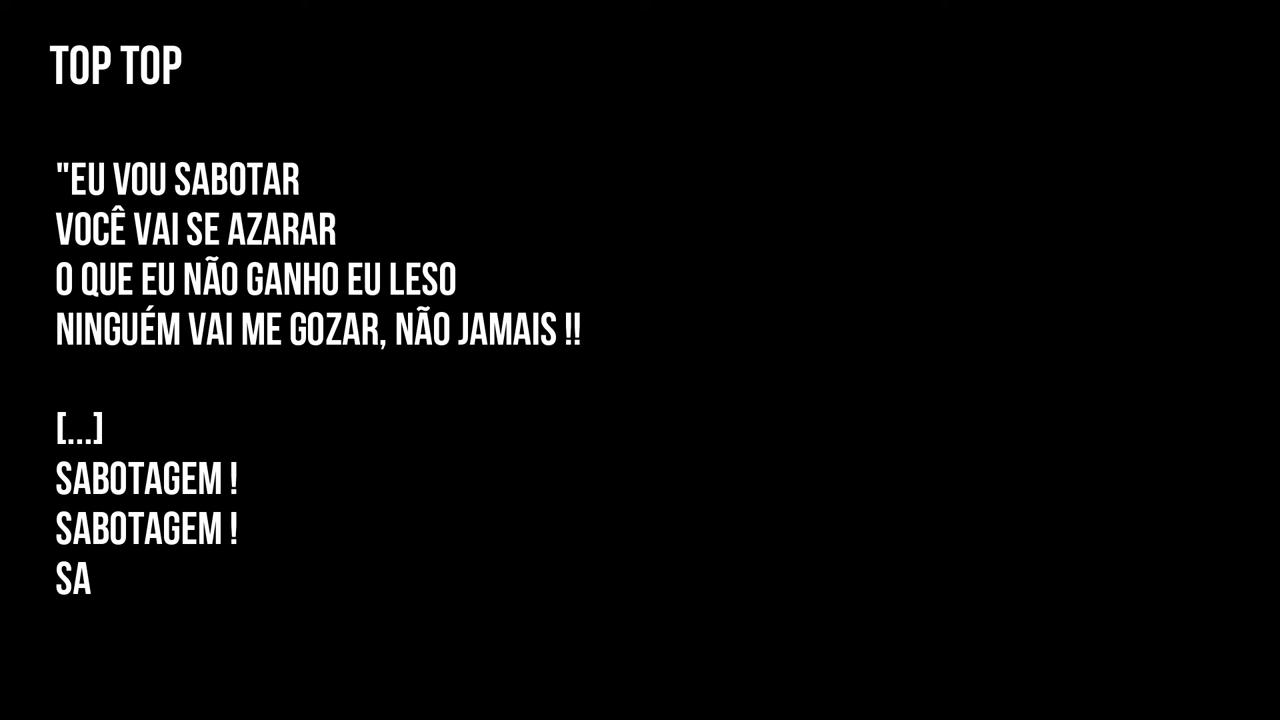 TOP TOP
"EU VOU SABOTAR
VOCÊ VAI SE AZARAR
O QUE EU NÃO GANHO EU LESO
NINGUÉM VAI ME GOZAR, NÃO JAMAIS !!
[...]
SABOTAGEM !
SABOTAGEM !
SA